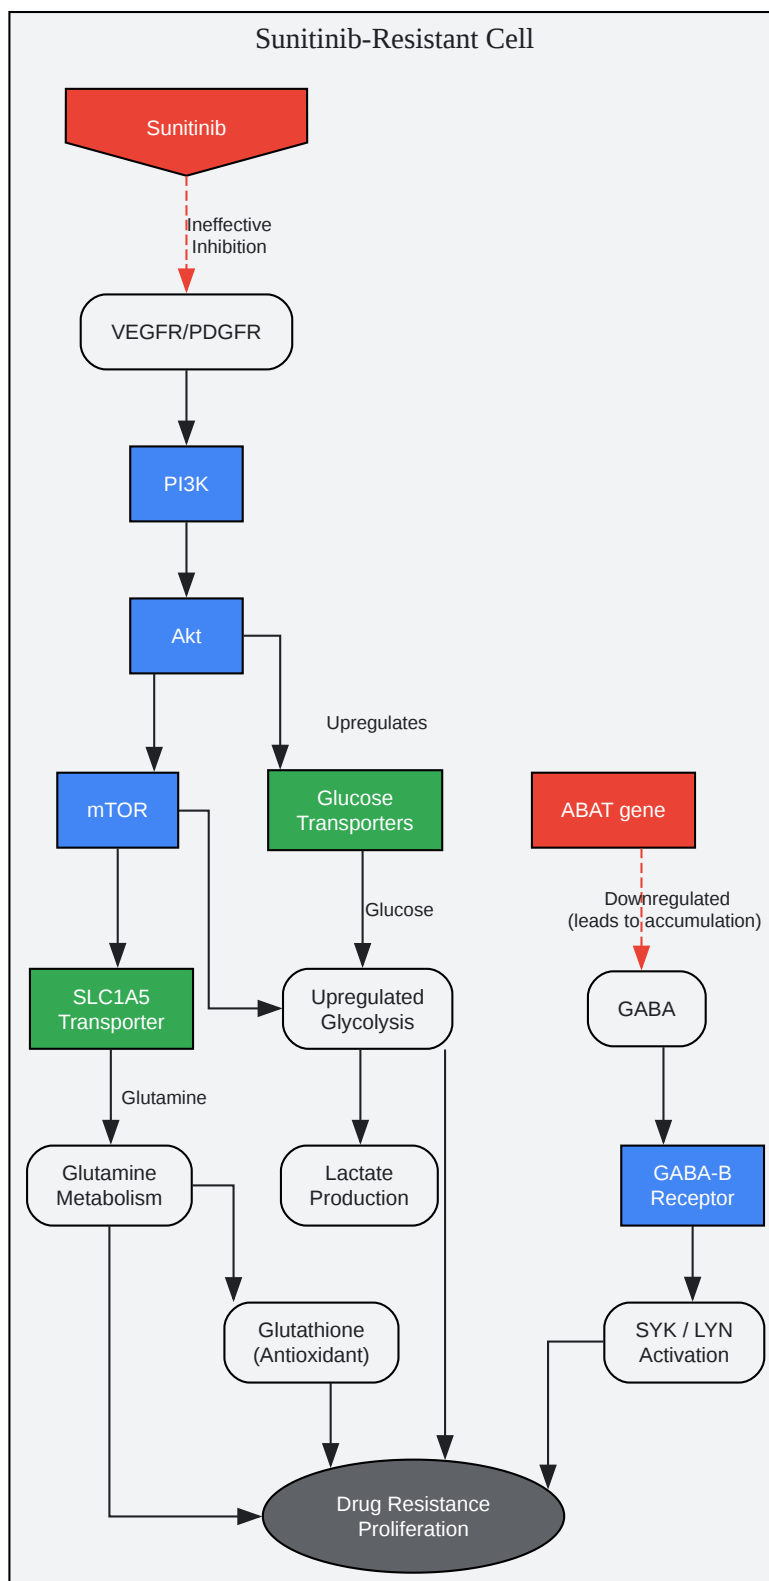 Sunitinib-Resistant Cell
Sunitinib
Ineffective
Inhibition
VEGFR/PDGFR
PI3K
Akt
Upregulates
mTOR
Glucose
Transporters
ABAT gene
Glucose
Downregulated
(leads to accumulation)
SLC1A5
Transporter
Upregulated
Glycolysis
GABA
Glutamine
Glutamine
Metabolism
Lactate
Production
GABA-B
Receptor
Glutathione
(Antioxidant)
SYK / LYN
Activation
Drug Resistance
Proliferation